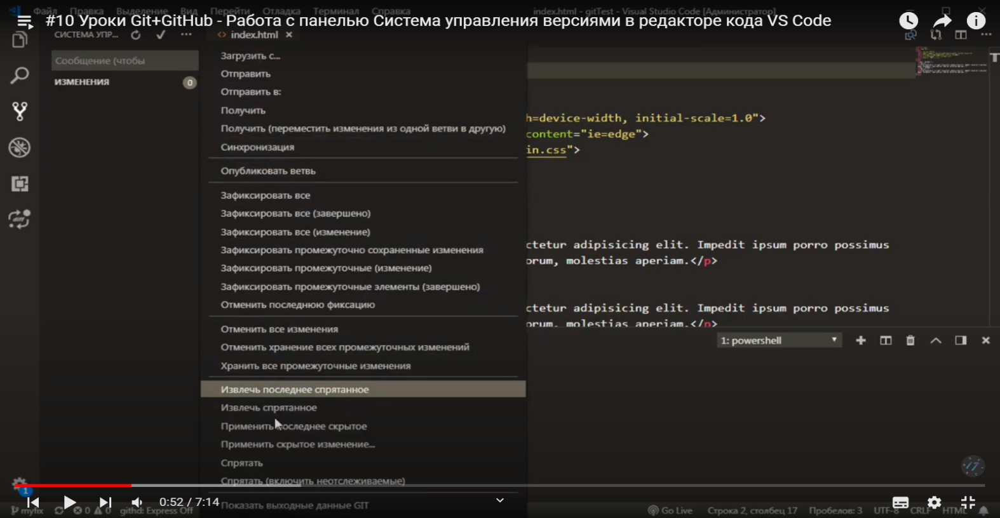 Файл Правка Выделение Вид Перейти Отладка Терминал Справка index.html - gitTest - Visual Studio Code [Администратор]
#10 Уроки Git+GitHub - Работа с панелью Система управления версиями в редакторе кода VS Code
СИСТЕМА УПР... ... <> index.html ×
Сообщение (чтобы
ИЗМЕНЕНИЯ 0
Загрузить с...
Отправить
Отправить в:
Получить
Получить (переместить изменения из одной ветви в другую)
Синхронизация
Опубликовать ветвь
Зафиксировать все
Зафиксировать все (завершено)
Зафиксировать все (изменение)
Зафиксировать промежуточно сохраненные изменения
Зафиксировать промежуточные (изменение)
Зафиксировать промежуточные элементы (завершено)
Отменить последнюю фиксацию
Отменить все изменения
Отменить хранение всех промежуточных изменений
Хранить все промежуточные изменения
Извлечь последнее спрятанное
Извлечь спрятанное
Применить последнее скрытое
Применить скрытое изменение...
Спрятать
Спрятать (включить неотслеживаемые)
Показать выходные данные GIT
h=device-width, initial-scale=1.0">
content="ie=edge">
in.css">
ctetur adipisicing elit. Impedit ipsum porro possimus
orum, molestias aperiam.</p>
ctetur adipisicing elit. Impedit ipsum porro possimus
orum, molestias aperiam.</p>
1: powershell
diff
1
0:52 / 7:14
myfix 0 0 githd: Express Off Go Live Строка 2, столбец 17 Пробелов: 3 UTF-8 CRLF HTML